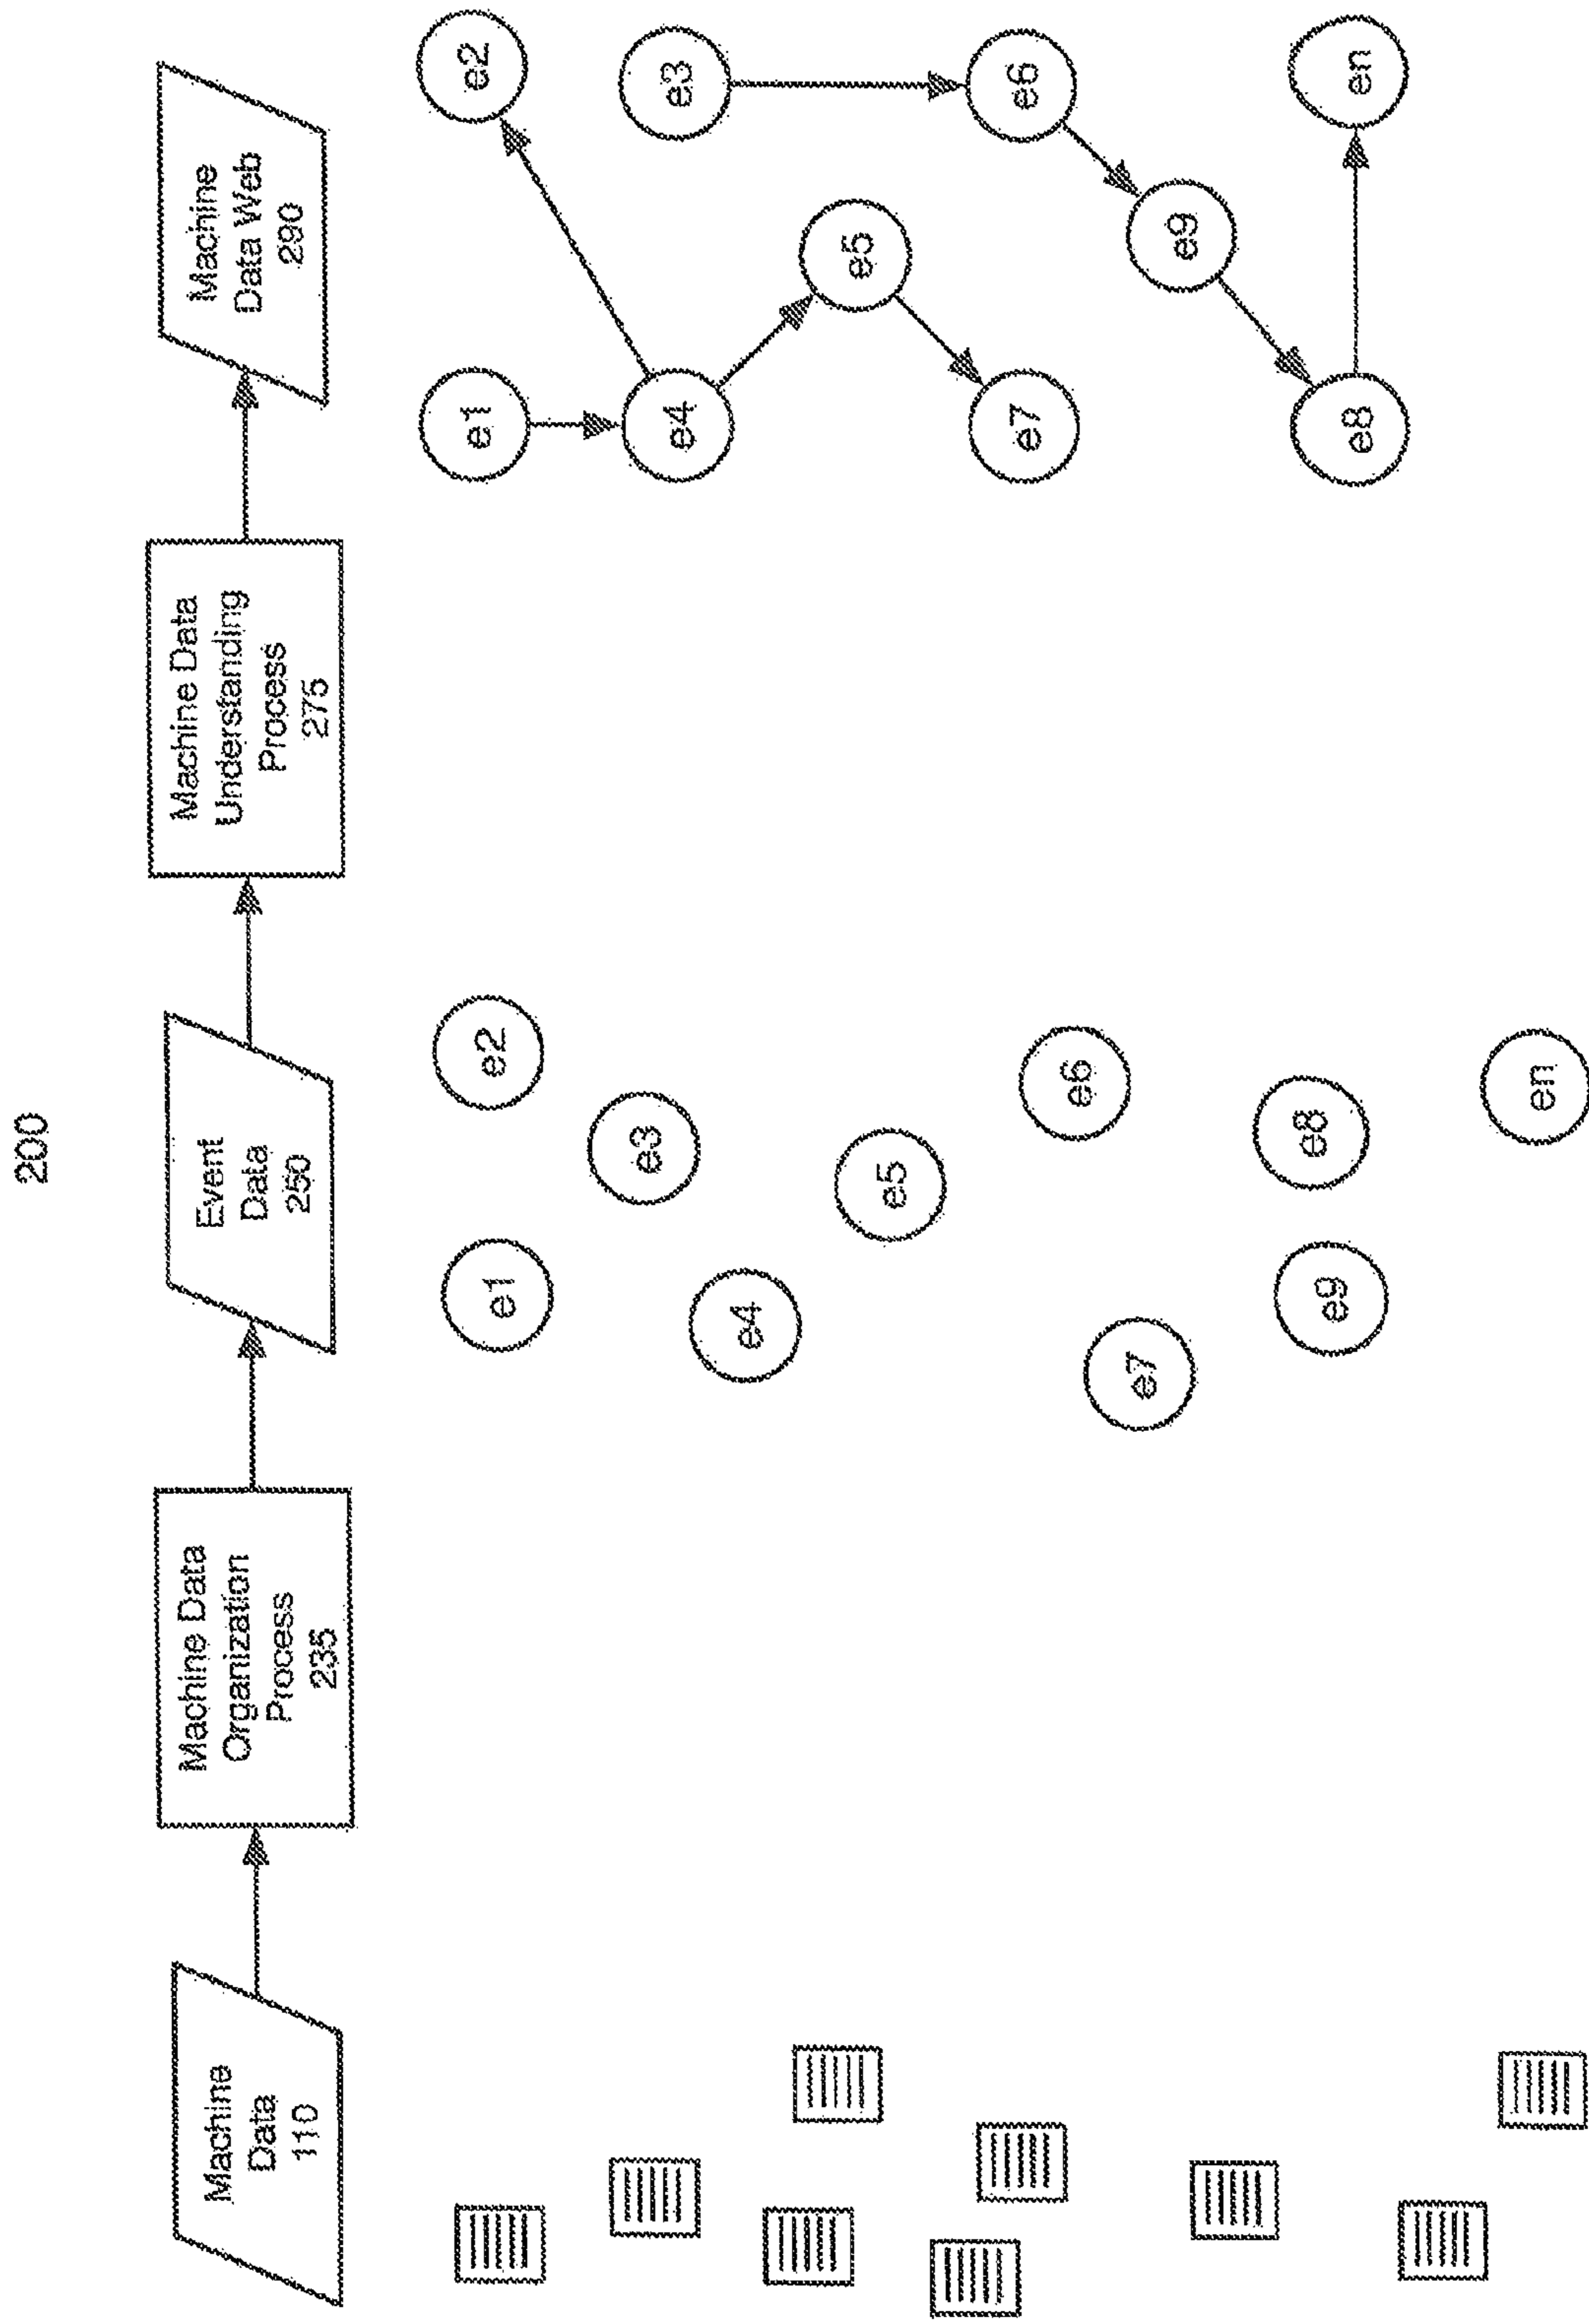 200
Machine
Data
110
Machine Data
Organization
Process
235
Event
Data
250
Machine Data
Understanding
Process
275
Machine
Data Web
290
e1
e2
e3
e4
e5
e6
e7
e8
e9
en
e1
e2
e4
e3
e5
e7
e6
e9
e8
en